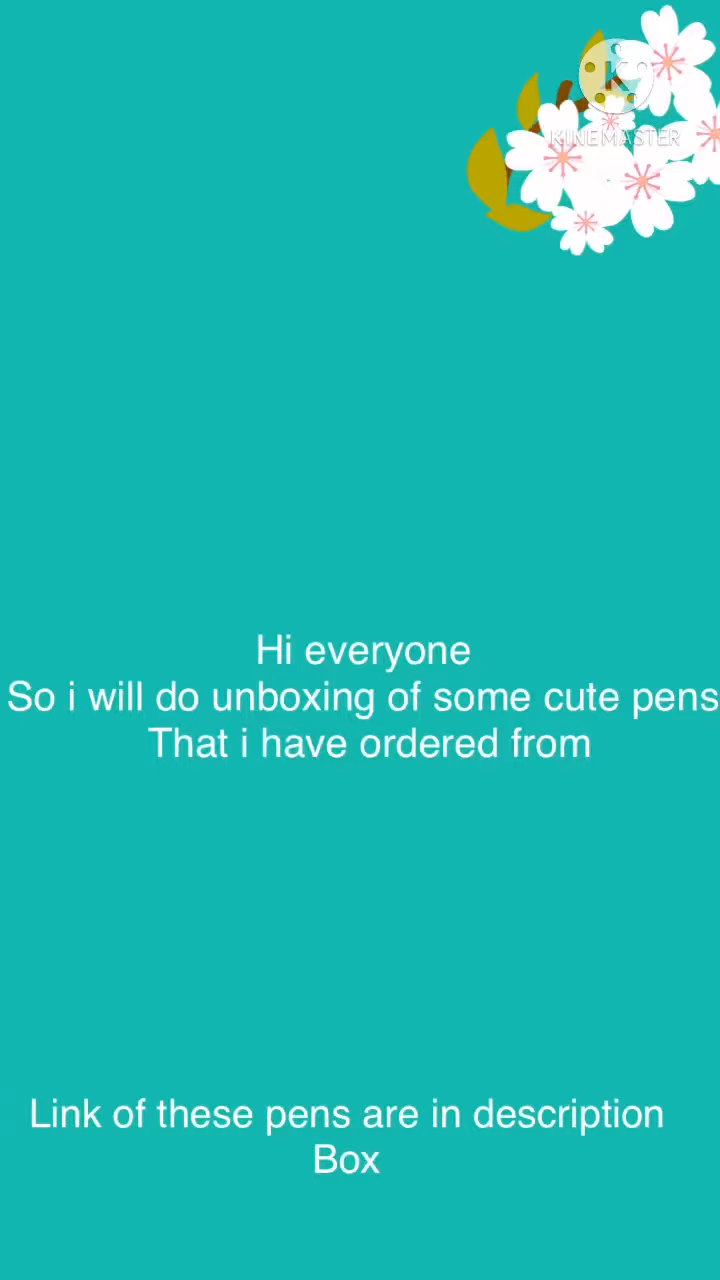 KINEMASTER
Hi everyone
So i will do unboxing of some cute pens
That i have ordered from
Link of these pens are in description
Box